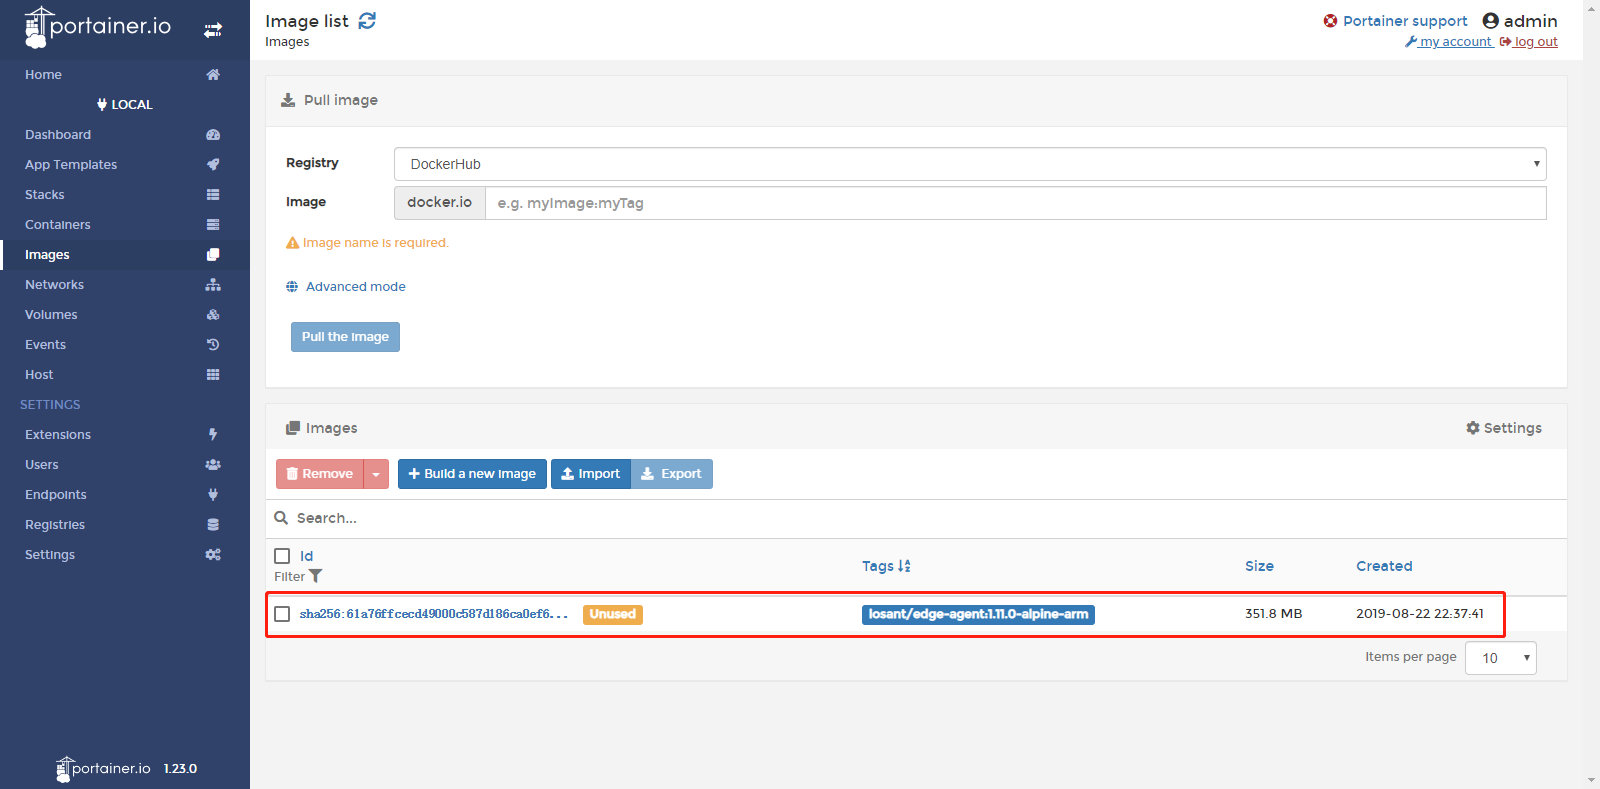 portainer.io
Home
LOCAL
Dashboard
App Templates
Stacks
Containers
Images
Networks
Volumes
Events
Host
SETTINGS
Extensions
Users
Endpoints
Registries
Settings
portainer.io 1.23.0
Image list
Images
Portainer support admin
my account log out
Pull image
Registry DockerHub
Image docker.io e.g. myImage:myTag
Image name is required.
Advanced mode
Pull the image
Images Settings
Remove Build a new image Import Export
Search...
Id Tags Size Created
Filter
sha256:61a76ffcecd49000c587d186ca0ef6... Unused losant/edge-agent:1.11.0-alpine-arm 351.8 MB 2019-08-22 22:37:41
Items per page 10